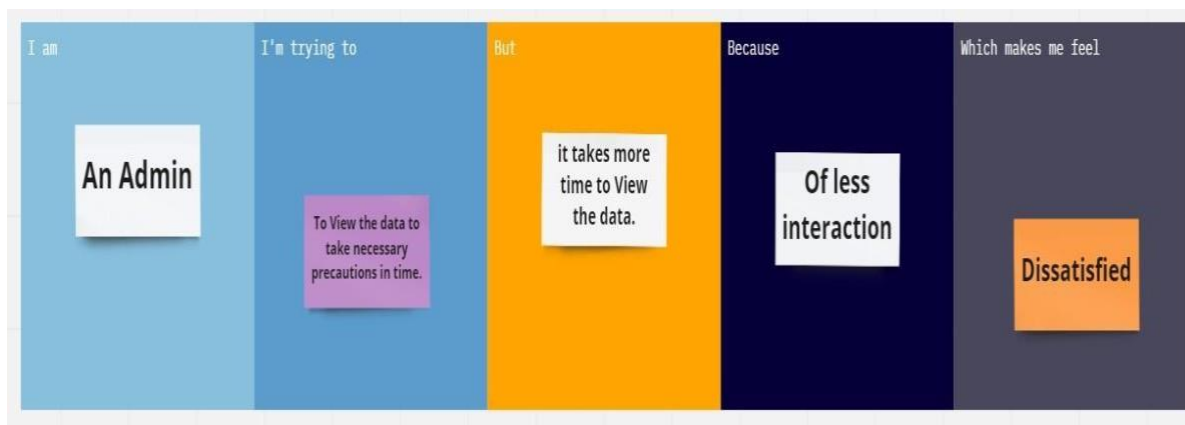 I am
An Admin
I'm trying to
To View the data to
take necessary
precautions in time.
But
it takes more
time to View
the data.
Because
Of less
interaction
Which makes me feel
Dissatisfied